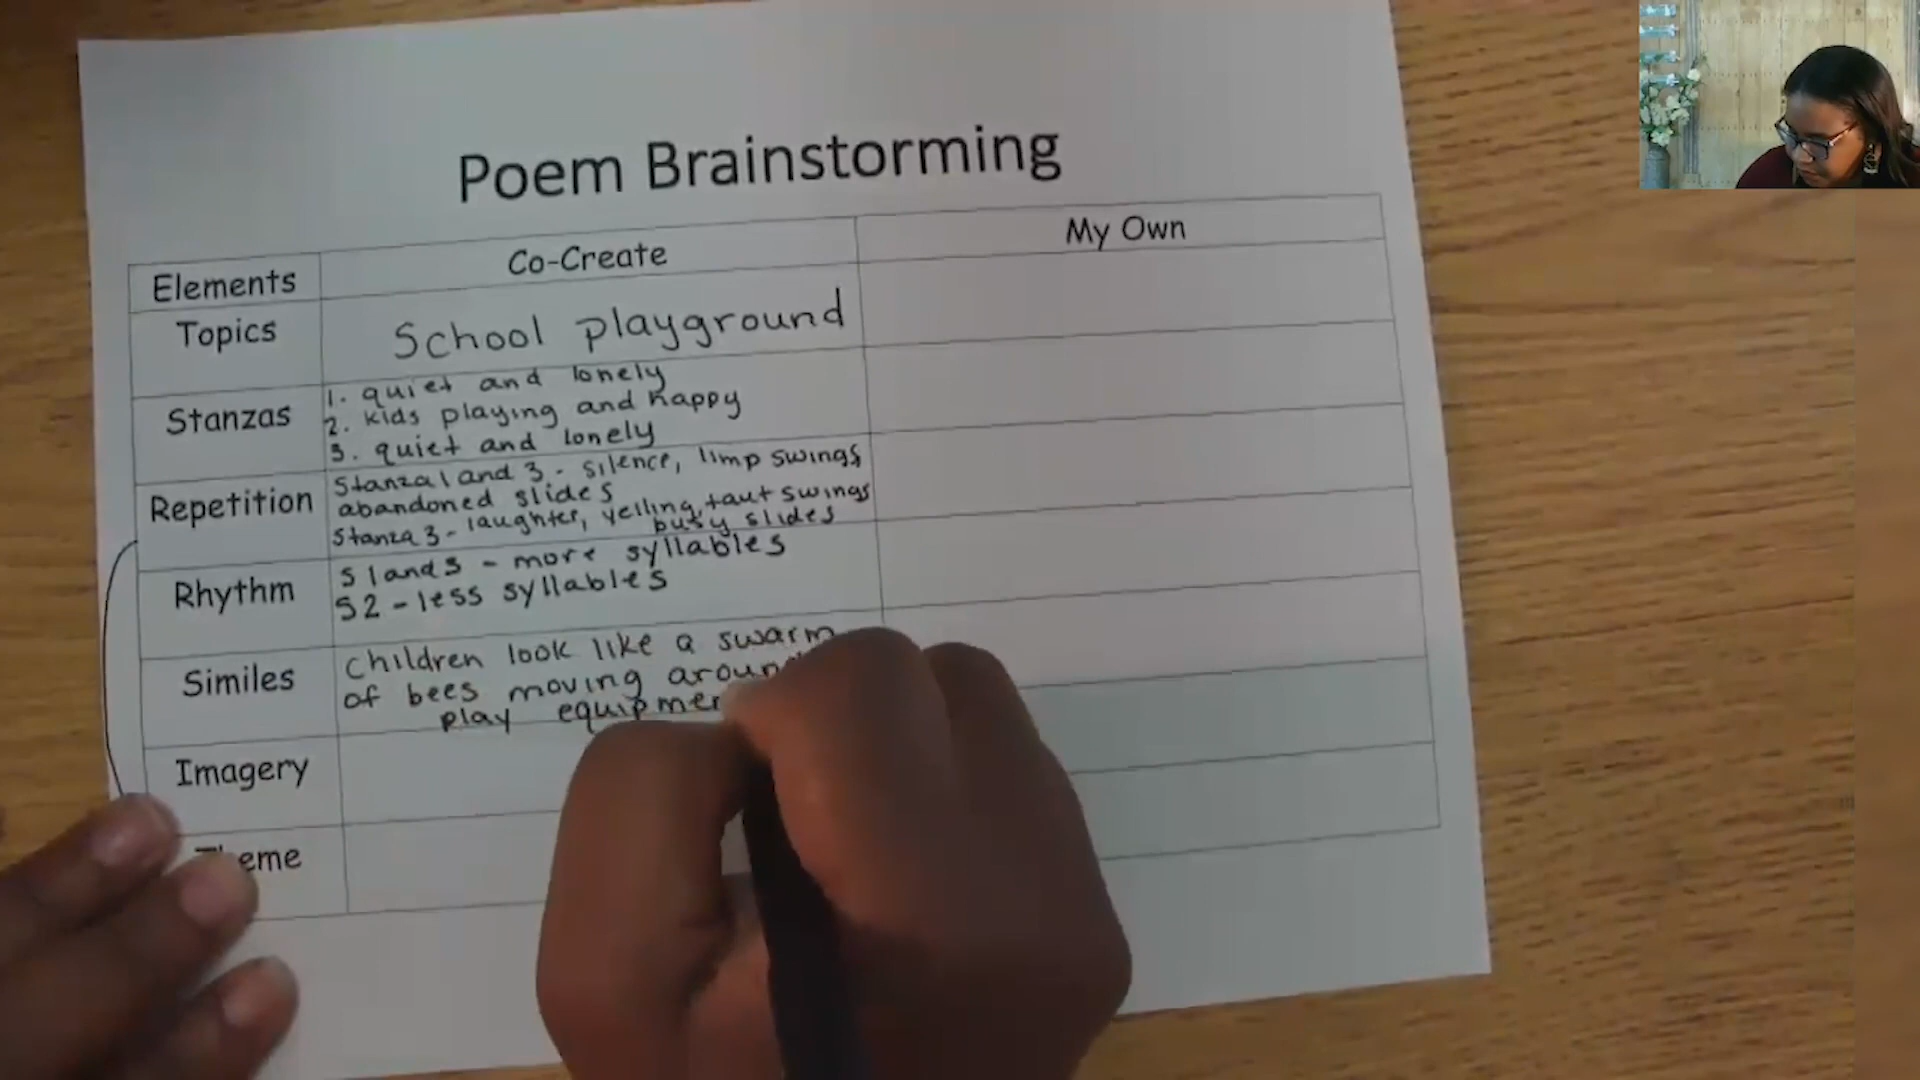 Poem Brainstorming
Elements
Co-Create
My Own
Topics
School playground
Stanzas
1. quiet and lonely
2. kids playing and happy
3. quiet and lonely
Repetition
Stanza 1 and 3 - silence, limp swings,
abandoned slides
Stanza 3 - laughter, yelling, taut swings
busy slides
Rhythm
S 1 and 3 - more syllables
S2 - less syllables
Similes
Children look like a swarm
of bees moving around
play
Imagery